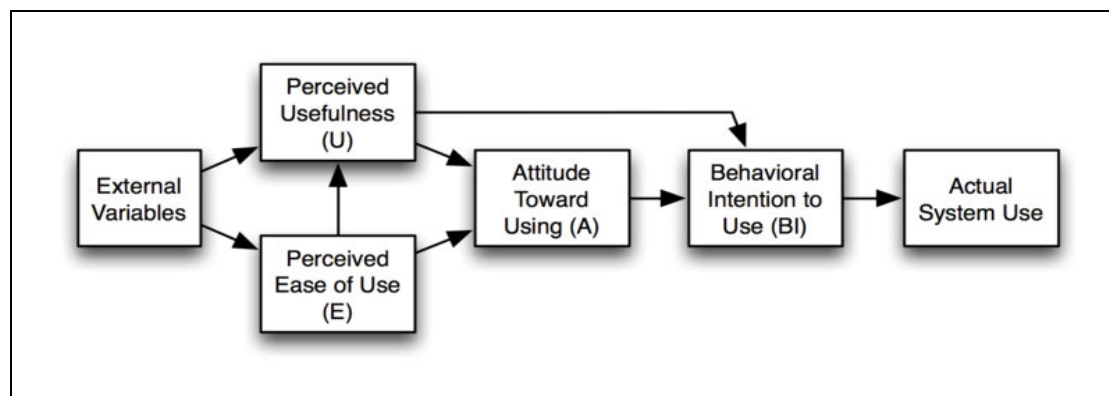 External
Variables
Perceived
Usefulness
(U)
Perceived
Ease of Use
(E)
Attitude
Toward
Using (A)
Behavioral
Intention to
Use (BI)
Actual
System Use